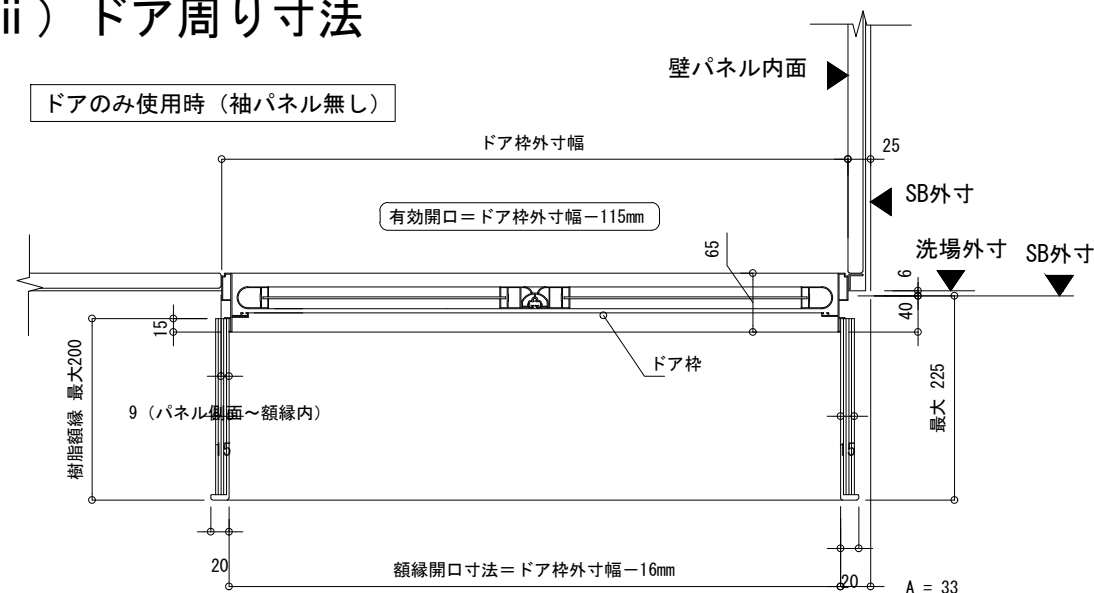 ii) ドア周り寸法
壁パネル内面
ドアのみ使用時（袖パネル無し）
ドア枠外寸幅
25
SB外寸
有効開口＝ドア枠外寸幅－115mm
65
洗場外寸
SB外寸
6
40
15
ドア枠
樹脂額縁 最大200
9（パネル側面～額縁内）
最大 225
15
15
20
額縁開口寸法＝ドア枠外寸幅－16mm
20
A = 33